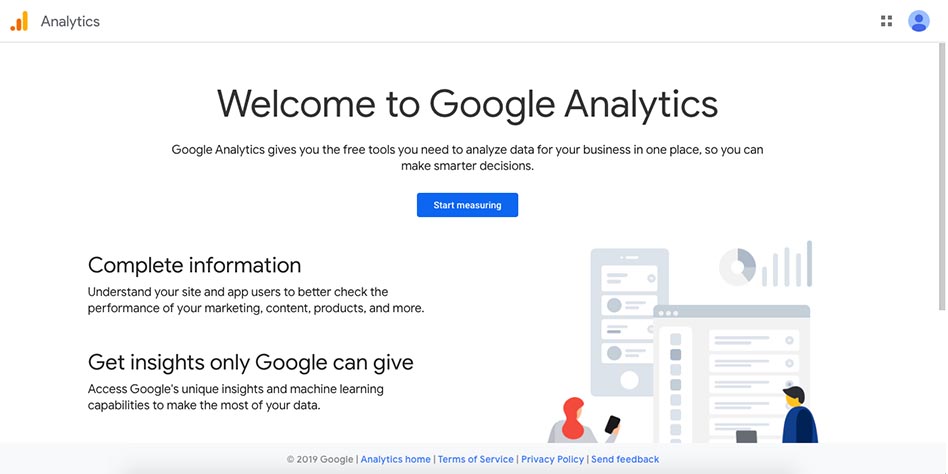 Analytics
Welcome to Google Analytics
Google Analytics gives you the free tools you need to analyze data for your business in one place, so you can
make smarter decisions.
Start measuring
Complete information
Understand your site and app users to better check the
performance of your marketing, content, products, and more.
Get insights only Google can give
Access Google's unique insights and machine learning
capabilities to make the most of your data.
© 2019 Google | Analytics home | Terms of Service | Privacy Policy | Send feedback